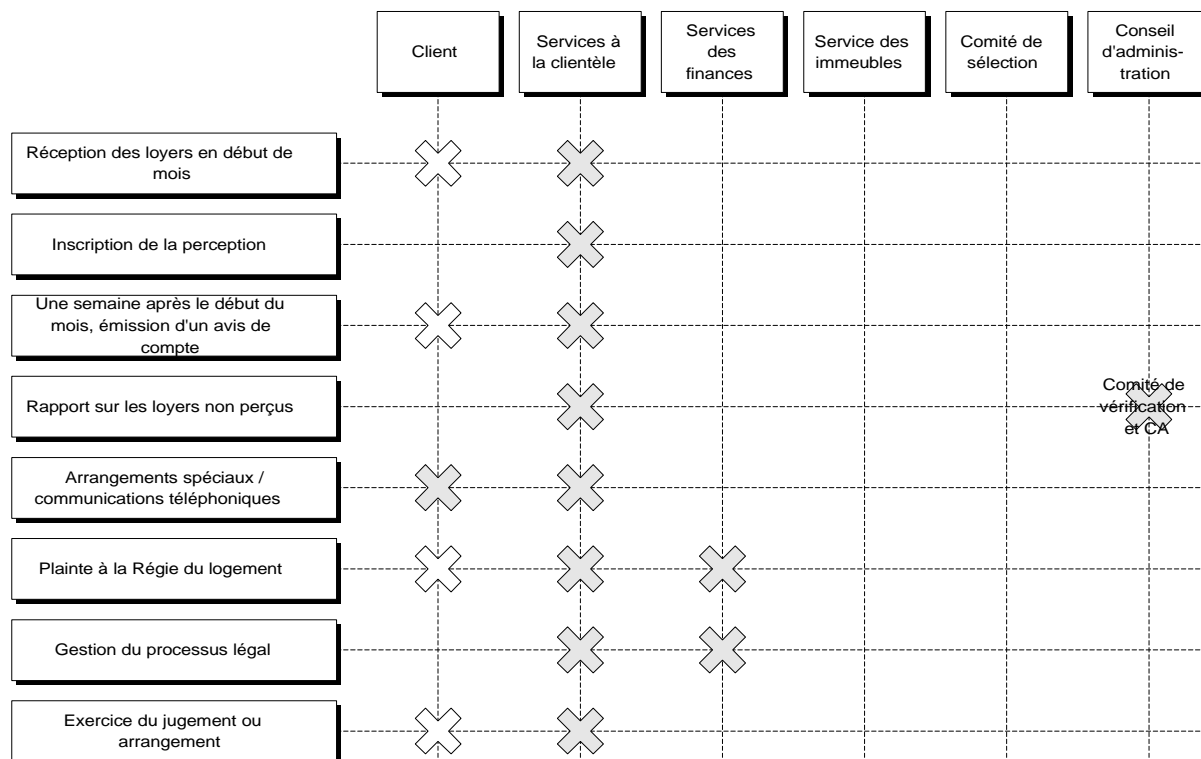 Client
Services à
la clientèle
Services
des
finances
Service des
immeubles
Comité de
sélection
Conseil
d'adminis-
tration
Réception des loyers en début de
mois
Inscription de la perception
Une semaine après le début du
mois, émission d'un avis de
compte
Rapport sur les loyers non perçus
Comité de
vérification
et CA
Arrangements spéciaux /
communications téléphoniques
Plainte à la Régie du logement
Gestion du processus légal
Exercice du jugement ou
arrangement